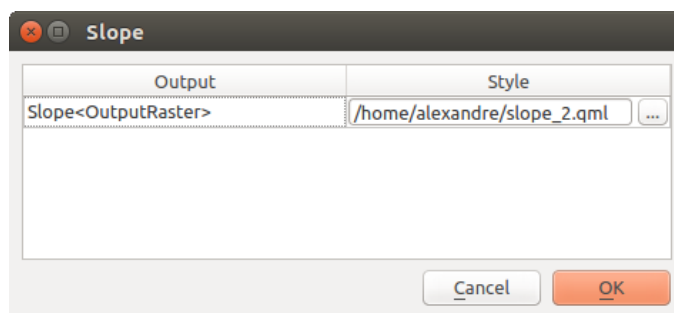 Slope
Output Style
Slope<OutputRaster> /home/alexandre/slope_2.qml ...
Cancel OK